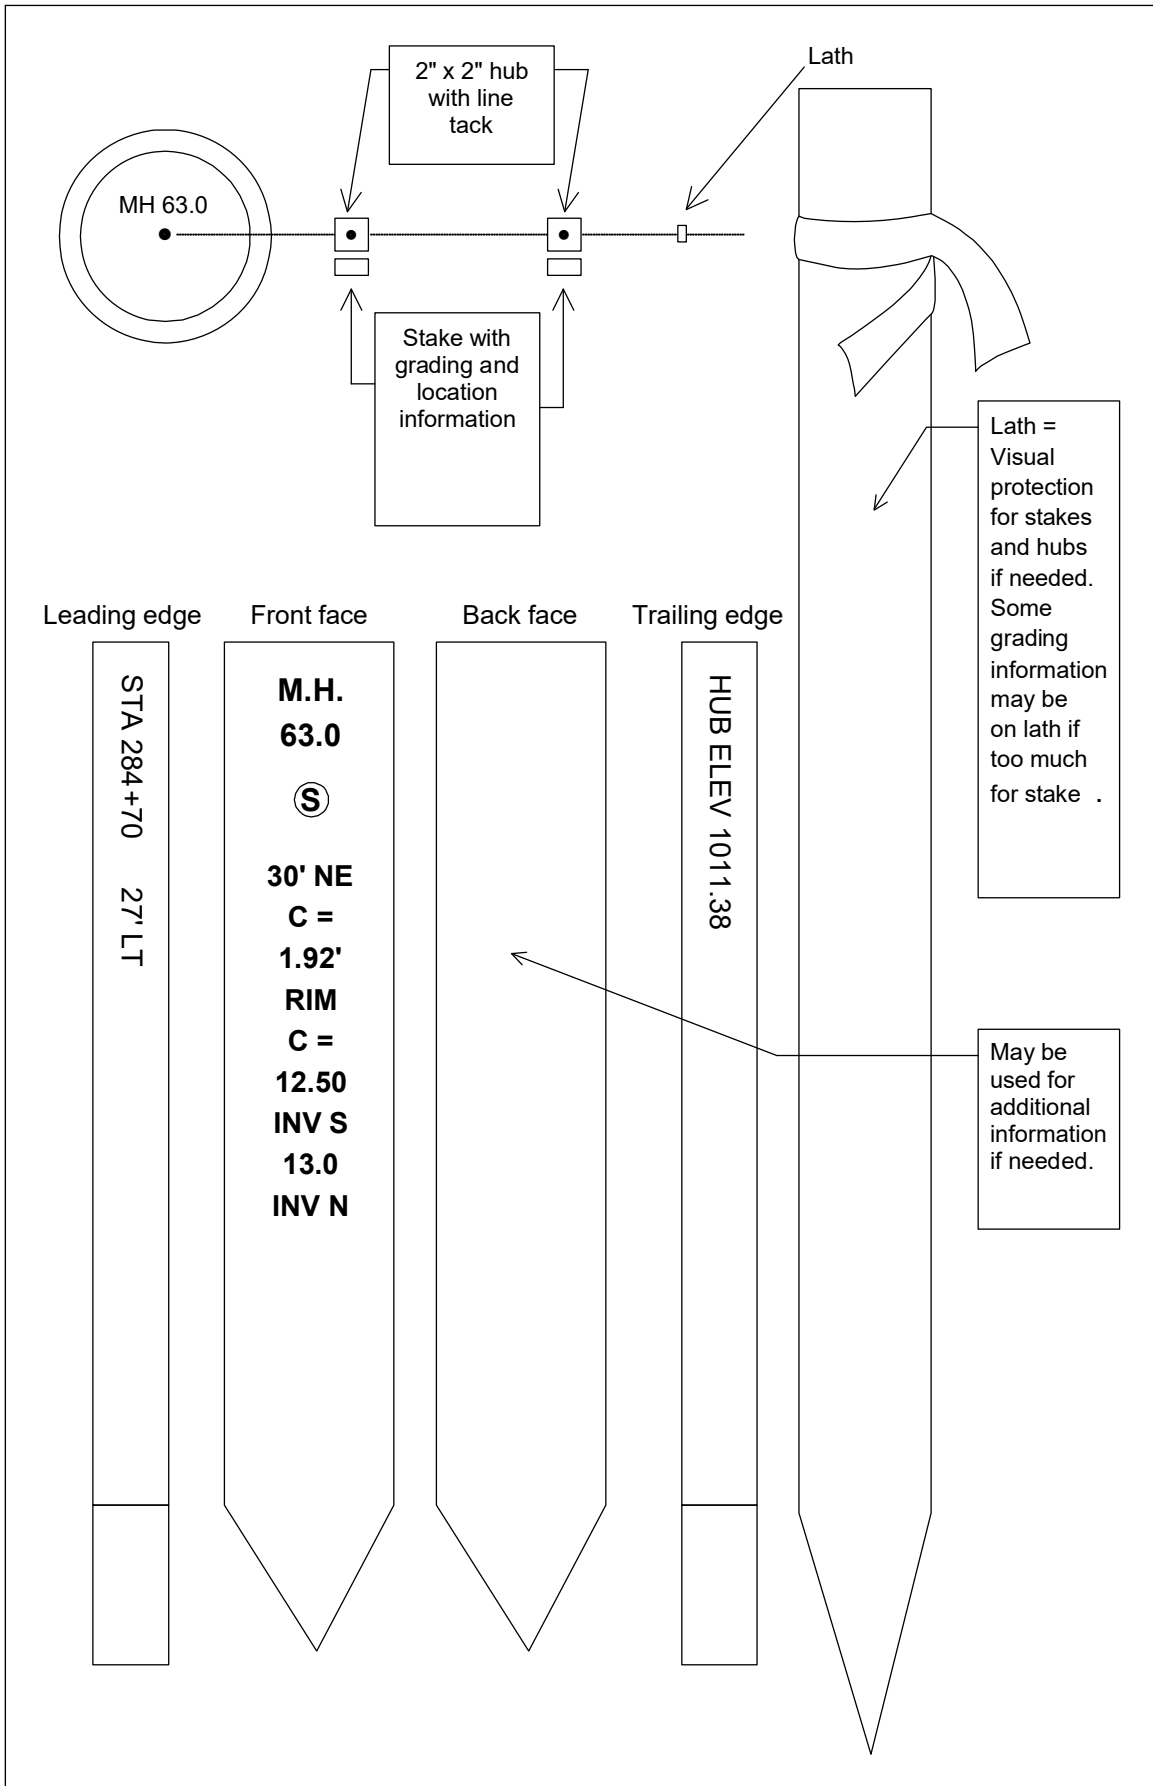 2" x 2" hub
with line
tack
Lath
MH 63.0
Stake with
grading and
location
information
Lath =
Visual
protection
for stakes
and hubs
if needed.
Some
grading
information
may be
on lath if
too much
for stake .
Leading edge
Front face
Back face
Trailing edge
STA 284+70 27' LT
M.H.
63.0
S
30' NE
C =
1.92'
RIM
C =
12.50
INV S
13.0
INV N
HUB ELEV 1011.38
May be
used for
additional
information
if needed.